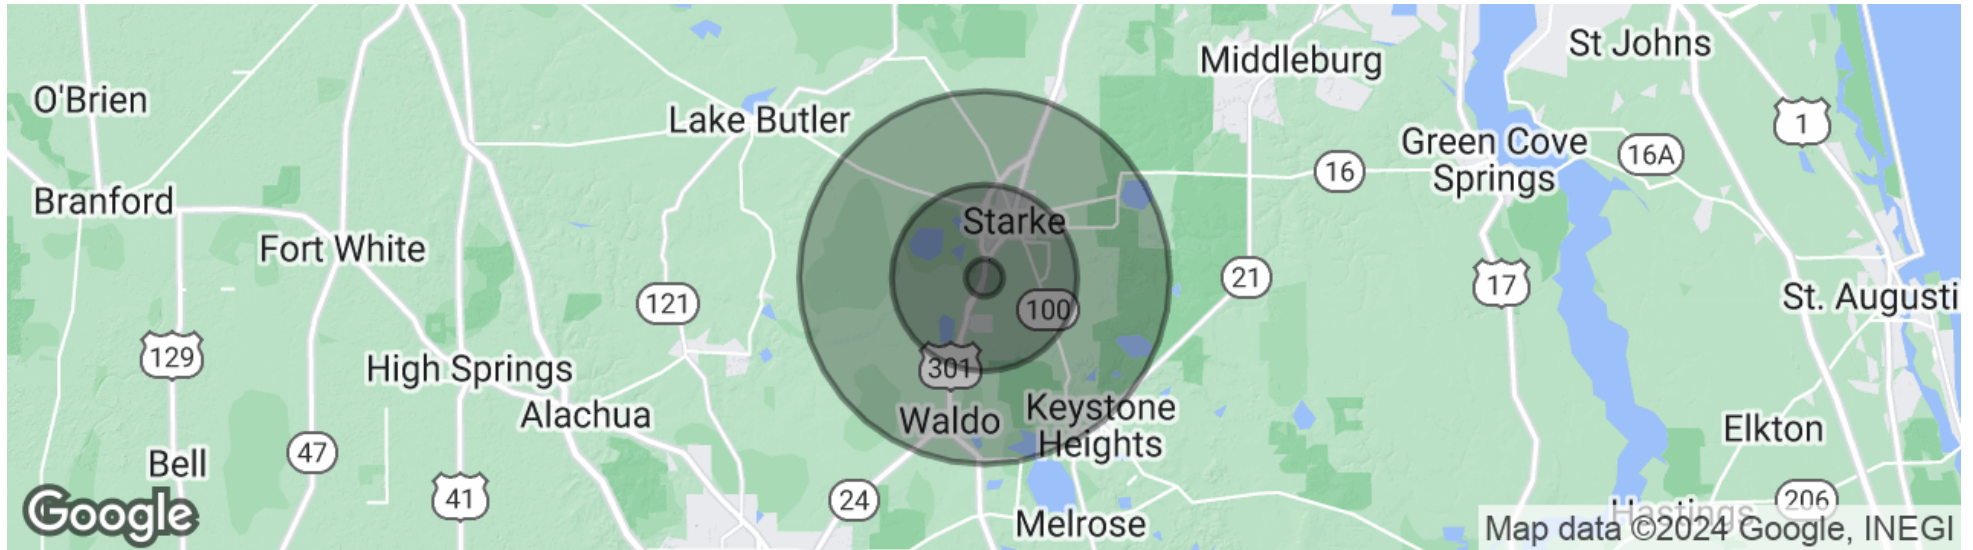 St Johns
Middleburg
O'Brien
Lake Butler
1
Green Cove
Springs
16A
16
Branford
Starke
Fort White
21
17
121
100
St. Augusti
129
301
High Springs
Alachua
Waldo
Keystone
Heights
Elkton
47
Bell
41
24
206
Google
Hastings
Melrose
Map data ©2024 Google, INEGI